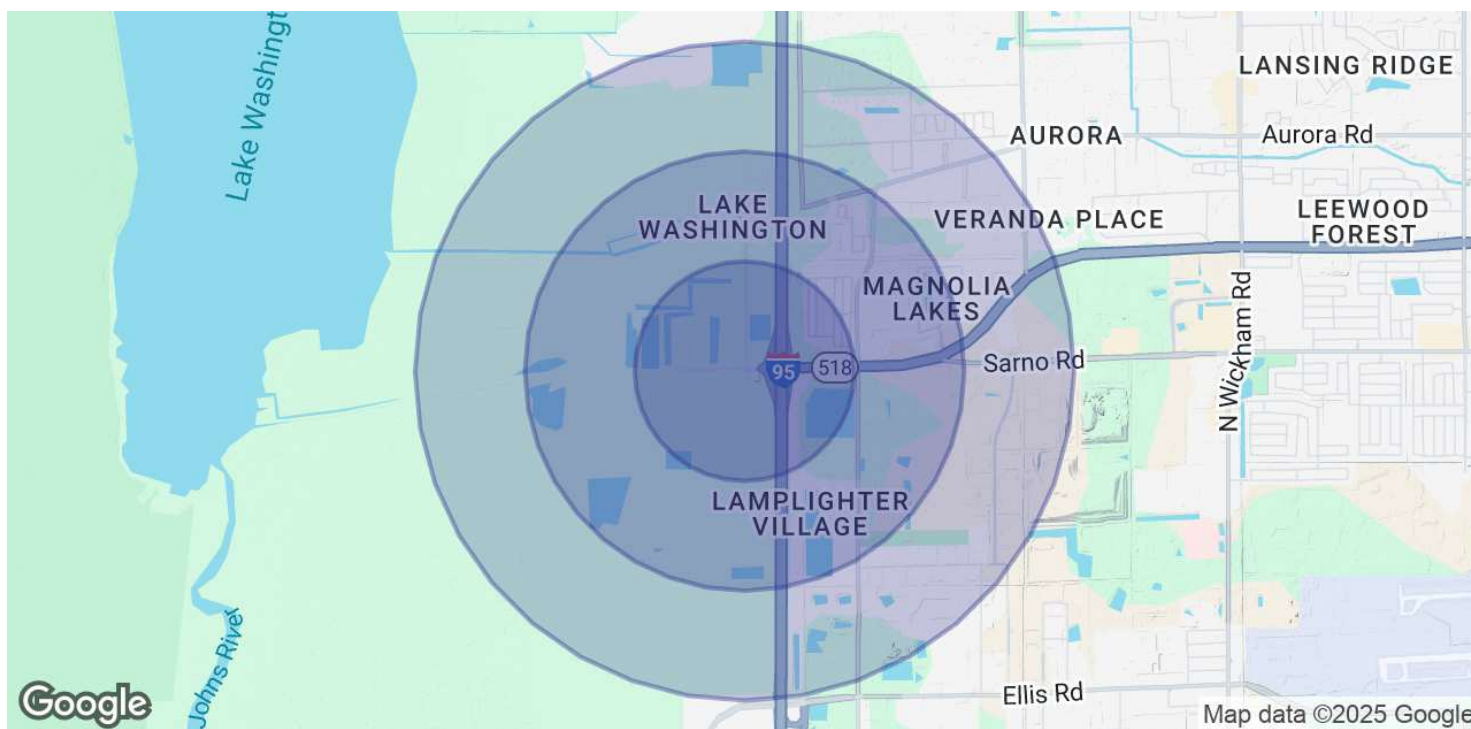 Lake Washingt
LANSING RIDGE
AURORA
Aurora Rd
LAKE
WASHINGTON
VERANDA PLACE
LEEWOOD
FOREST
MAGNOLIA
LAKES
95
518
Sarno Rd
N Wickham Rd
LAMPLIGHTER
VILLAGE
Johns River
Ellis Rd
Google
Map data ©2025 Google